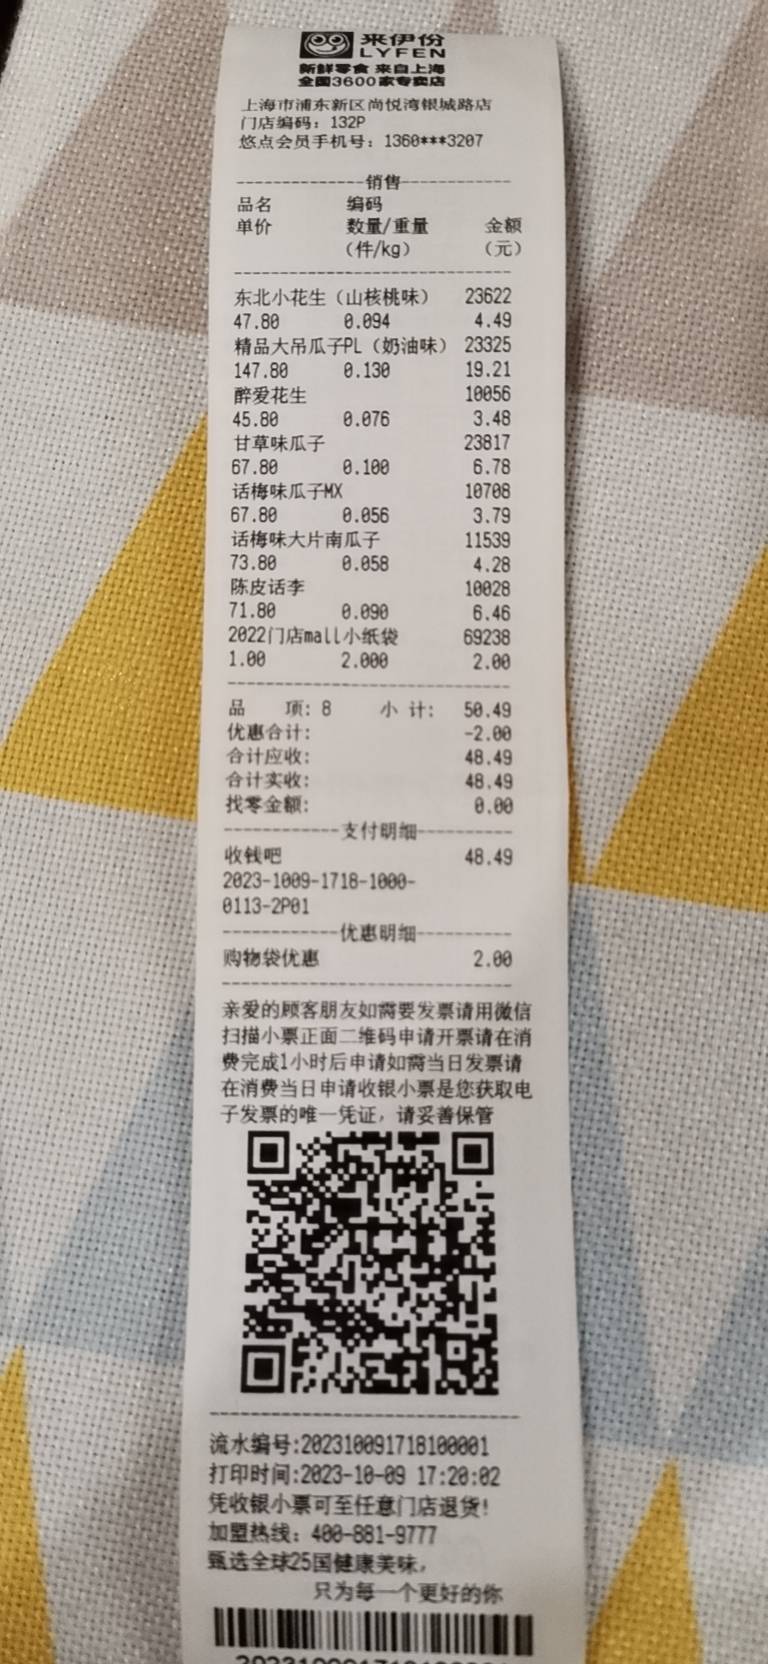 来伊份
LYFEN
新鲜零食 来自上海
全国3600家专卖店
上海市浦东新区尚悦湾银城路店
门店编码：132P
悠点会员手机号：1360***3207
销售
品名 编码
单价 数量/重量 金额
（件/kg） （元）
东北小花生（山核桃味） 23622
47.80 0.094 4.49
精品大吊瓜子PL（奶油味） 23325
147.80 0.130 19.21
醉爱花生 10056
45.80 0.076 3.48
甘草味瓜子 23817
67.80 0.100 6.78
话梅味瓜子MX 10708
67.80 0.056 3.79
话梅味大片南瓜子 11539
73.80 0.058 4.28
陈皮话李 10028
71.80 0.090 6.46
2022门店mall小纸袋 69238
1.00 2.000 2.00
品 项: 8 小 计: 50.49
优惠合计: -2.00
合计应收: 48.49
合计实收: 48.49
找零金额: 0.00
支付明细
收钱吧 48.49
2023-1009-1718-1000-
0113-2P01
优惠明细
购物袋优惠 2.00
亲爱的顾客朋友如需要发票请用微信
扫描小票正面二维码申请开票请在消
费完成1小时后申请如需当日发票请
在消费当日申请收银小票是您获取电
子发票的唯一凭证，请妥善保管
流水编号:202310091718100001
打印时间:2023-10-09 17:20:02
凭收银小票可至任意门店退货!
加盟热线：400-881-9777
甄选全球25国健康美味，
只为每一个更好的你